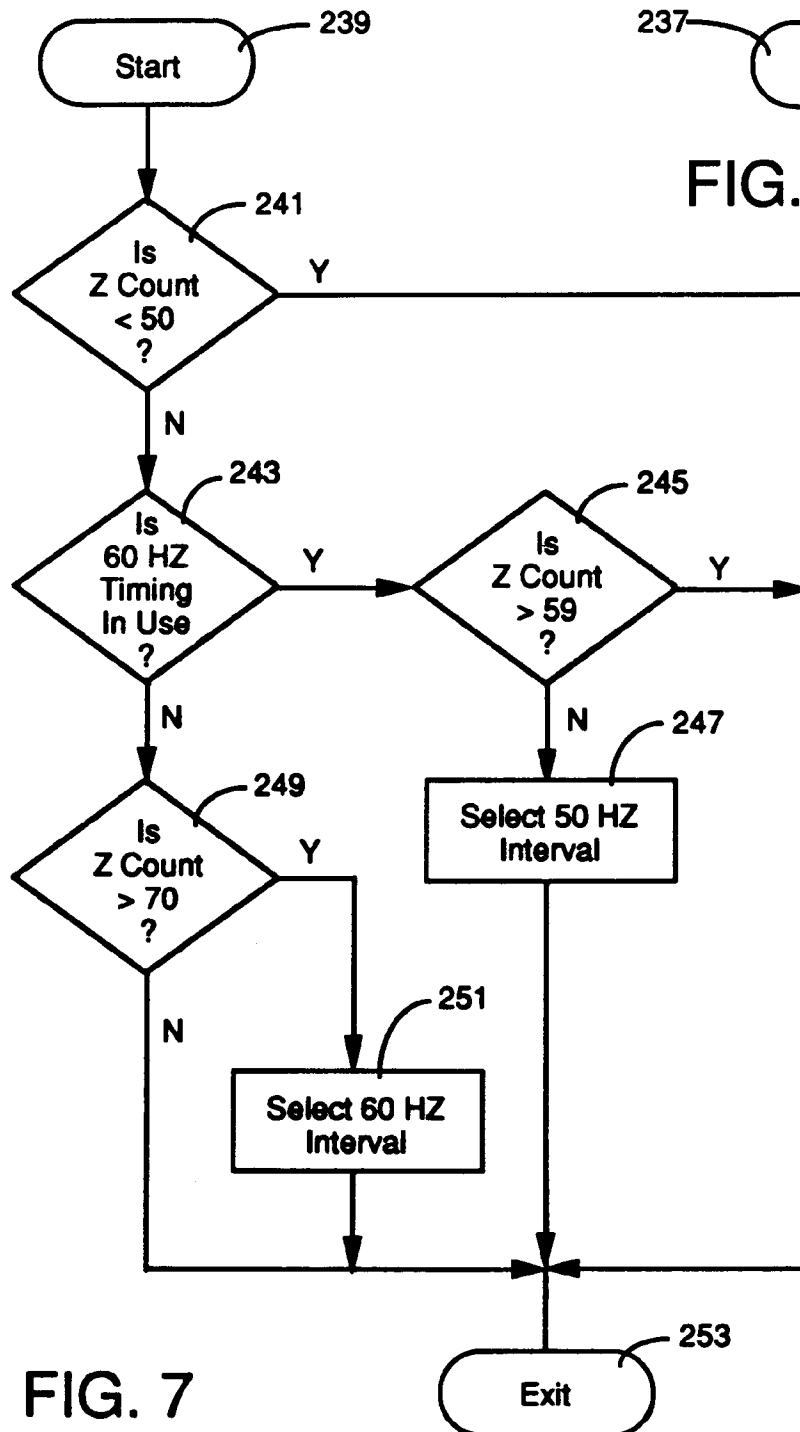 239
237
Start
FIG.
241
Is
Z Count
< 50
?
Y
N
243
245
Is
60 HZ
Timing
In Use
?
Y
Is
Z Count
> 59
?
Y
N
N
247
249
Select 50 HZ
Interval
Is
Z Count
> 70
?
Y
N
251
Select 60 HZ
Interval
253
Exit
FIG. 7